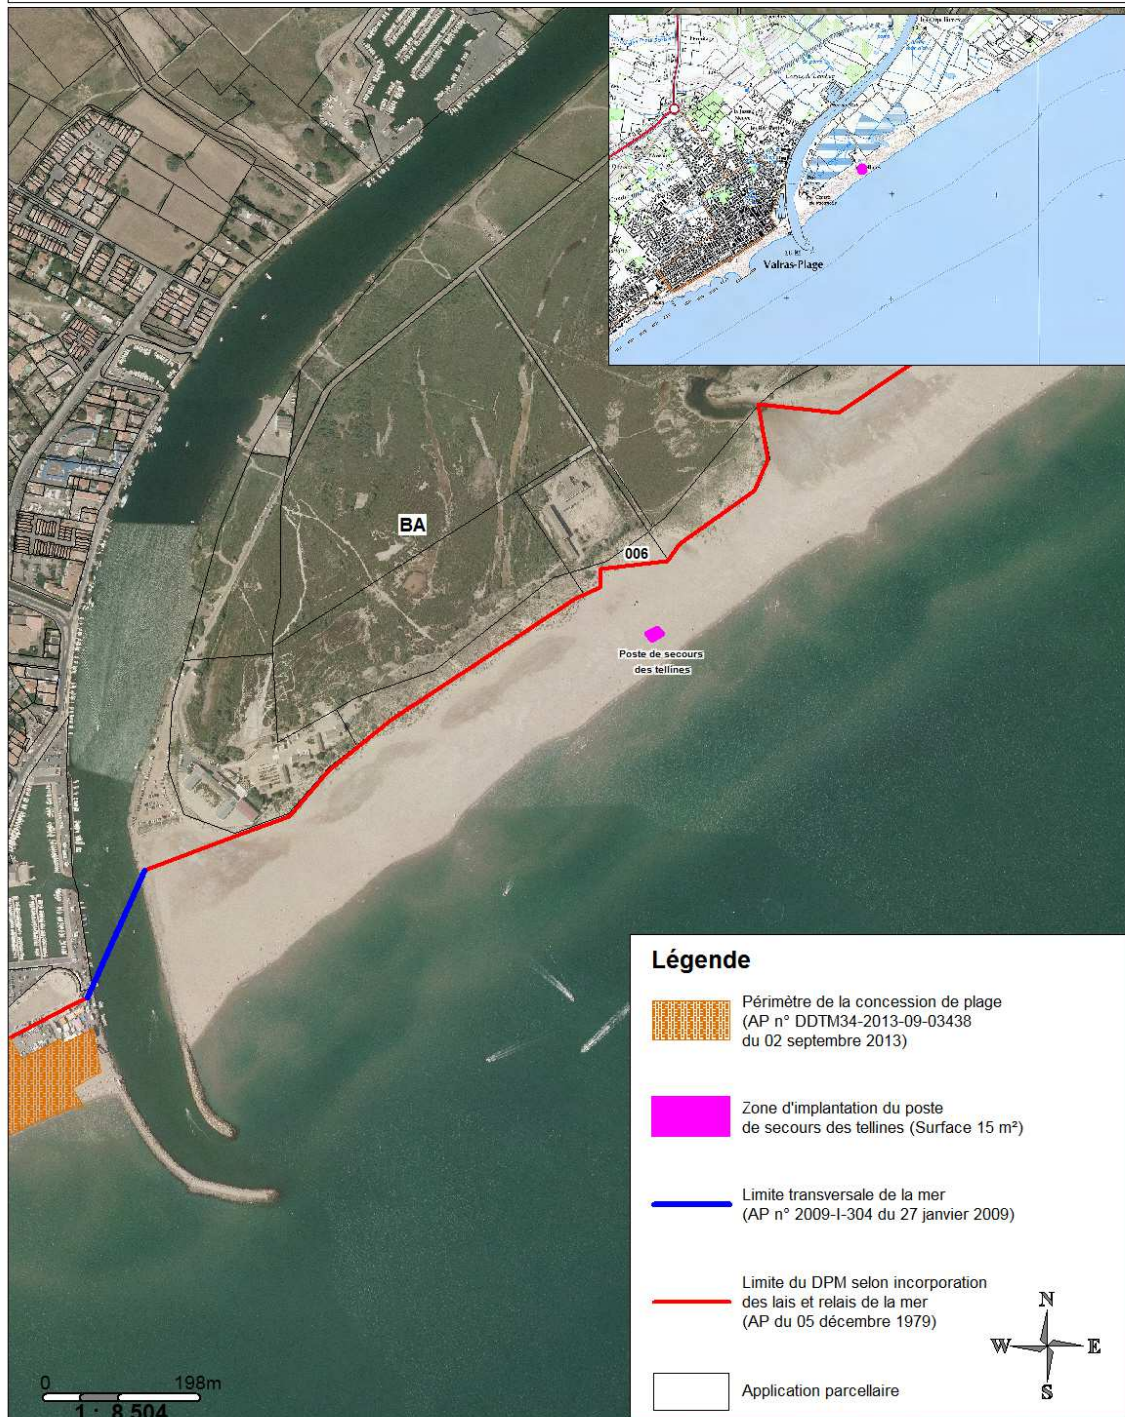 Valras-Plage
BA
006
Poste de secours
des tellines
Légende
Périmètre de la concession de plage
(AP n° DDTM34-2013-09-03438
du 02 septembre 2013)
Zone d'implantation du poste
de secours des tellines (Surface 15 m²)
Limite transversale de la mer
(AP n° 2009-I-304 du 27 janvier 2009)
Limite du DPM selon incorporation
des lais et relais de la mer
(AP du 05 décembre 1979)
N
W E
S
Application parcellaire
0 198m
1 : 8 504